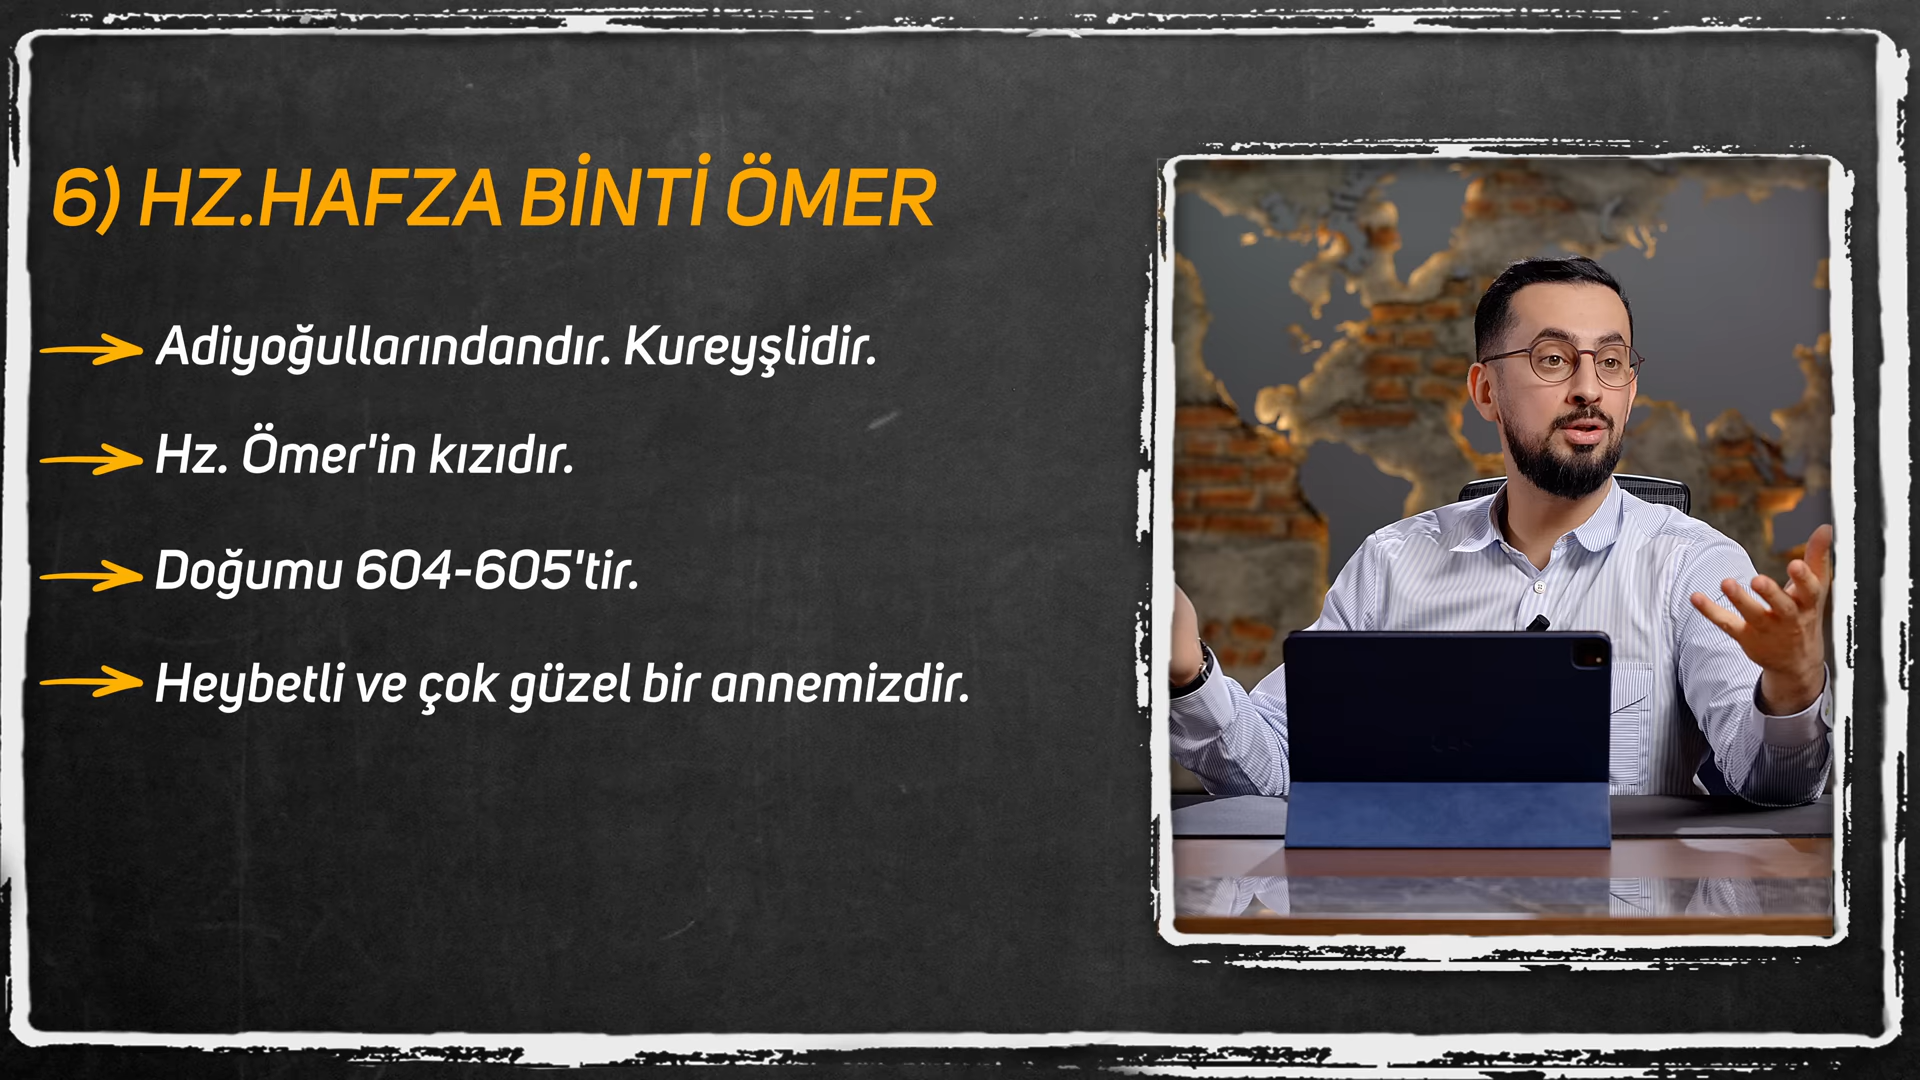 6) HZ.HAFZA BİNTİ ÖMER
Adiyoğullarındandır. Kureyşlidir.
Hz. Ömer'in kızıdır.
Doğumu 604-605'tir.
Heybetli ve çok güzel bir annemizdir.